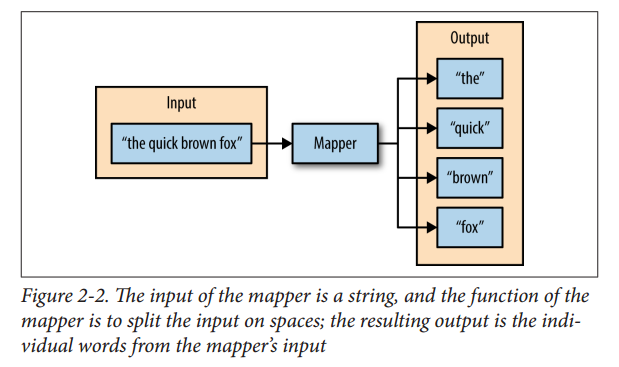 Input
"the quick brown fox"
Mapper
Output
"the"
"quick"
"brown"
"fox"
Figure 2-2. The input of the mapper is a string, and the function of the
mapper is to split the input on spaces; the resulting output is the indi-
vidual words from the mapper's input